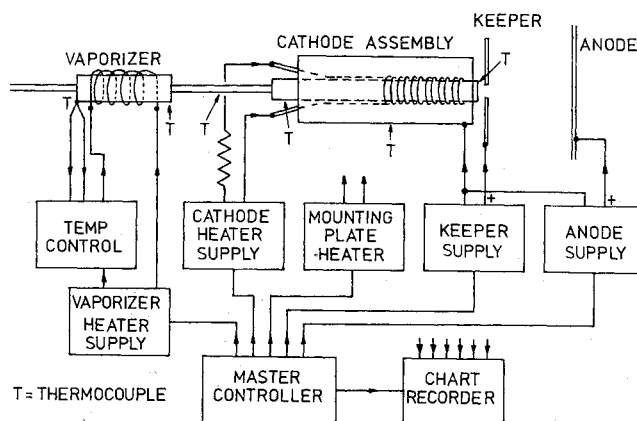 KEEPER
CATHODE ASSEMBLY
ANODE
VAPORIZER
T
T
T
T
T
T
+
+
TEMP
CONTROL
CATHODE
HEATER
SUPPLY
MOUNTING
PLATE
-HEATER
KEEPER
SUPPLY
ANODE
SUPPLY
VAPORIZER
HEATER
SUPPLY
MASTER
CONTROLLER
CHART
RECORDER
T = THERMOCOUPLE